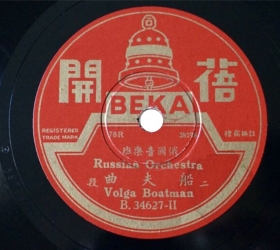 開 蓓
BEKA
REGISTERED
TRADE MARK
78R
俄國音樂隊
Russian Orchestra
段 曲 夫 船 二
Volga Boatman
B. 34627-II